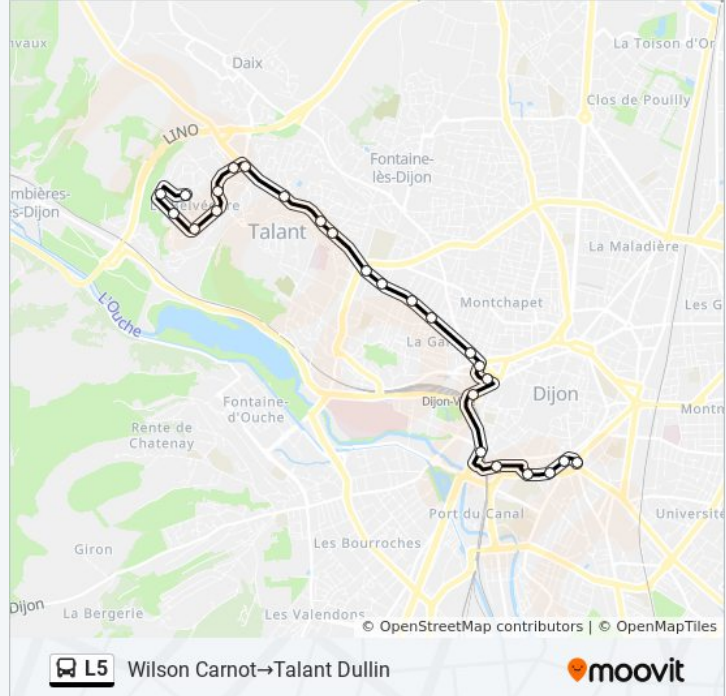 La Toison d'Or
nvaux
Daix
Clos de Pouilly
LINO
Fontaine-
lès-Dijon
mbières-
ès-Dijon
Talant
La Maladière
L'Ouche
Montchapet
Les G
La Ga
Dijon-V
Dijon
Fontaine-
d'Ouche
Montm
Rente de
Chatenay
Port du Canal
Université
Les Bourroches
Giron
Dijon
La Bergerie
Les Valendons
© OpenStreetMap contributors | © OpenMapTiles
L5
Wilson Carnot→Talant Dullin
moovit